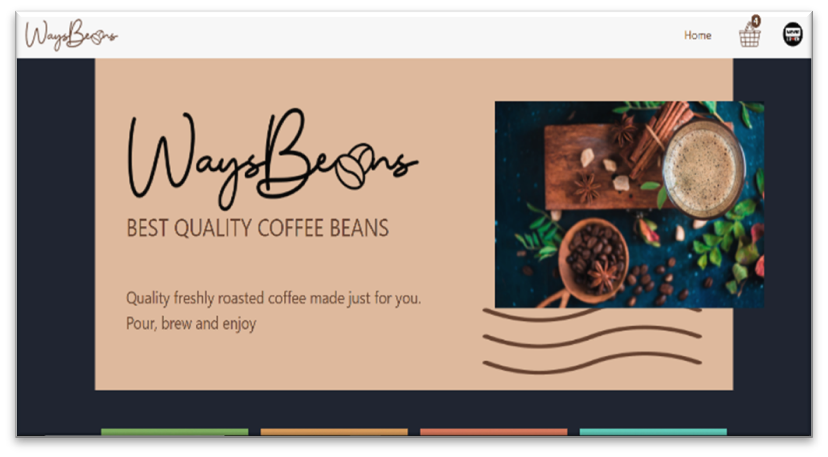 WaysBeans
Home
4
WaysBeans
BEST QUALITY COFFEE BEANS
Quality freshly roasted coffee made just for you.
Pour, brew and enjoy